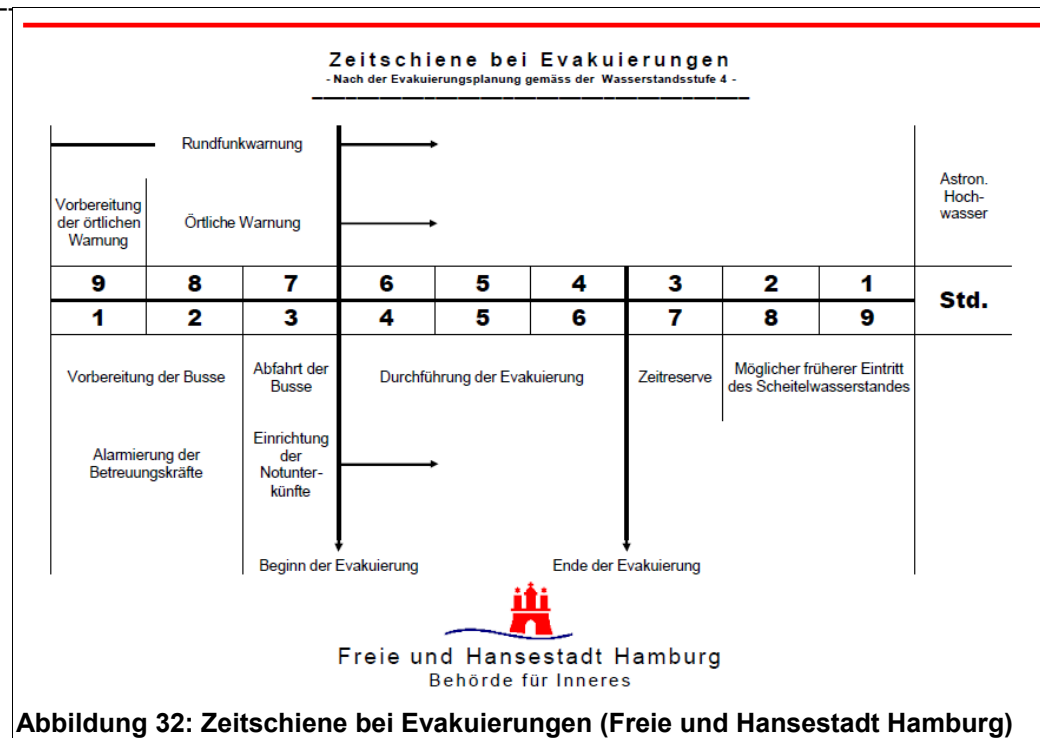 Zeitschiene bei Evakuierungen
- Nach der Evakuierungsplanung gemäss der Wasserstandsstufe 4 -
Rundfunkwarnung
Vorbereitung
der örtlichen
Warnung
Örtliche Warnung
Astron.
Hoch-
wasser
9 8 7 6 5 4 3 2 1
Std.
1 2 3 4 5 6 7 8 9
Vorbereitung der Busse
Abfahrt der
Busse
Durchführung der Evakuierung
Zeitreserve
Möglicher früherer Eintritt
des Scheitelwasserstandes
Alarmierung der
Betreuungskräfte
Einrichtung
der
Notunter-
künfte
Beginn der Evakuierung
Ende der Evakuierung
Freie und Hansestadt Hamburg
Behörde für Inneres
Abbildung 32: Zeitschiene bei Evakuierungen (Freie und Hansestadt Hamburg)